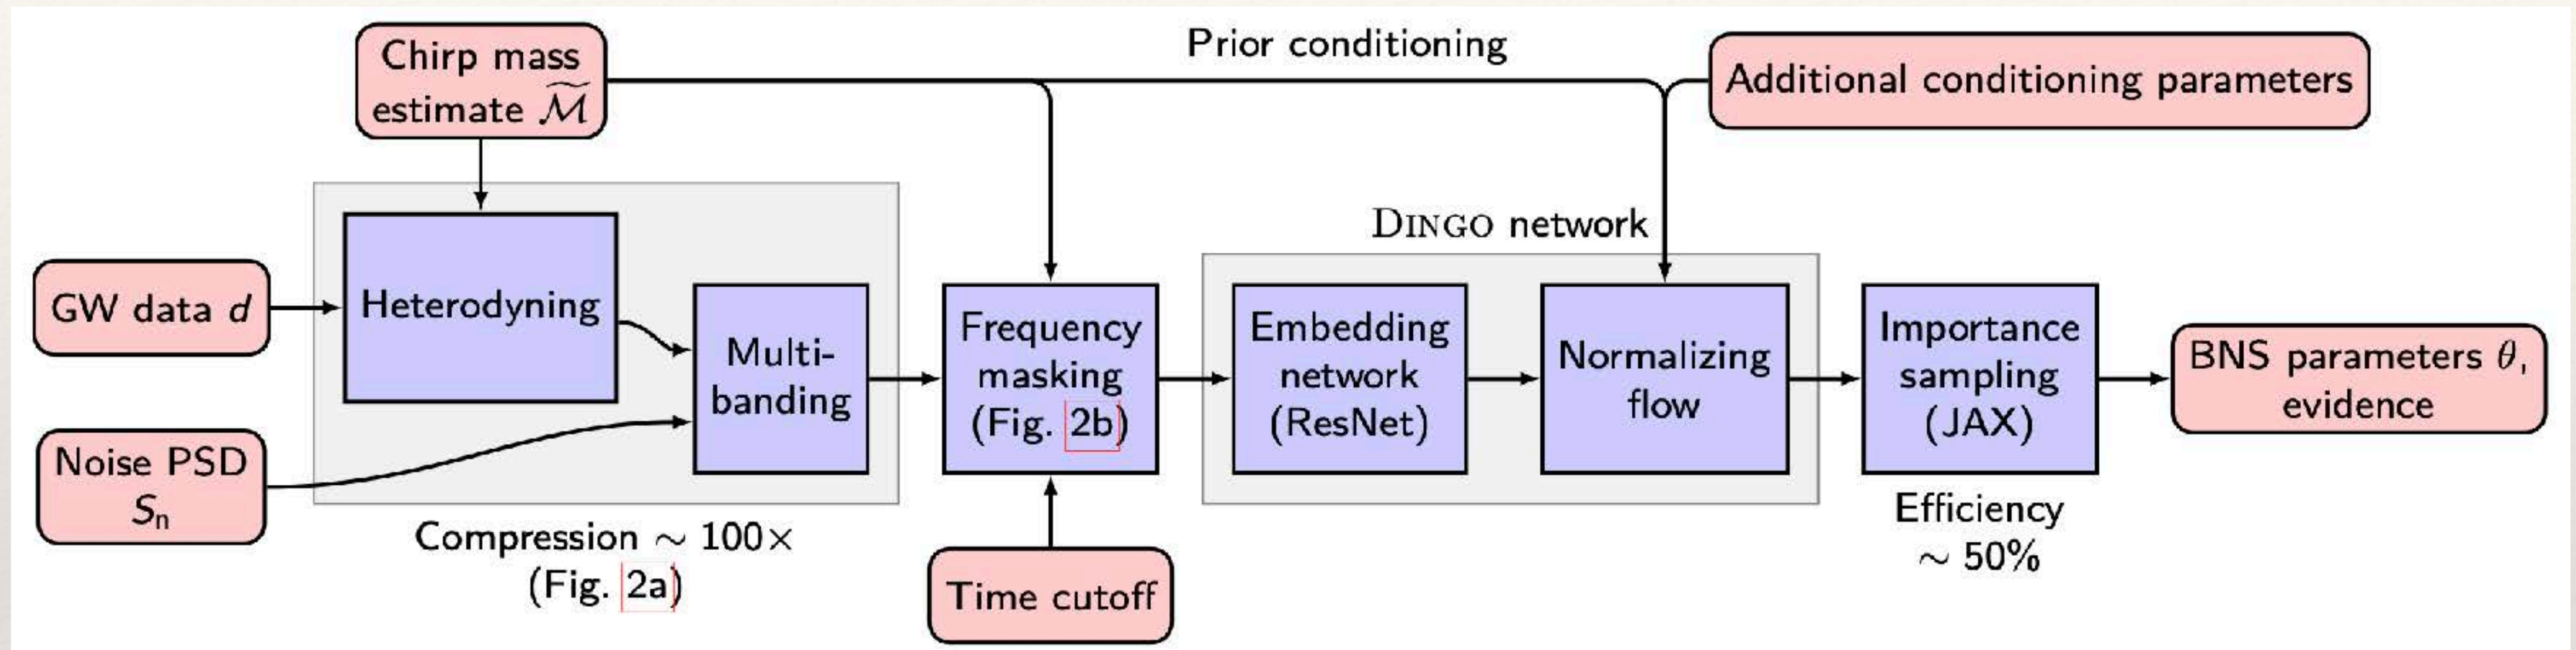 Chirp mass
estimate $\widetilde{\mathcal{M}}$
Prior conditioning
Additional conditioning parameters
DINGO network
GW data d
Heterodyning
Multi-
banding
Frequency
masking
(Fig. 2b)
Embedding
network
(ResNet)
Normalizing
flow
Importance
sampling
(JAX)
BNS parameters θ,
evidence
Noise PSD
Sₙ
Compression ∼ 100×
(Fig. 2a)
Time cutoff
Efficiency
∼ 50%